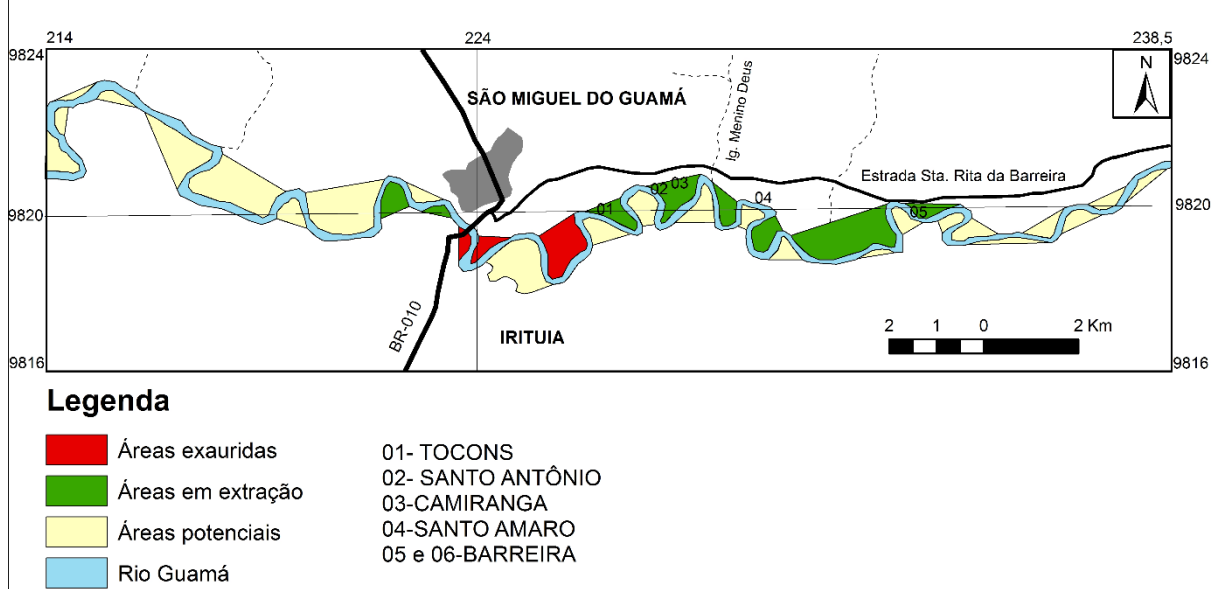 214
224
238,5
9824
9824
N
SÃO MIGUEL DO GUAMÁ
Ig. Menino Deus
Estrada Sta. Rita da Barreira
02
03
04
01
05
9820
9820
BR-010
IRITUIA
2
1
0
2 Km
9816
9816
Legenda
Áreas exauridas
Áreas em extração
Áreas potenciais
Rio Guamá
01- TOCONS
02- SANTO ANTÔNIO
03-CAMIRANGA
04-SANTO AMARO
05 e 06-BARREIRA